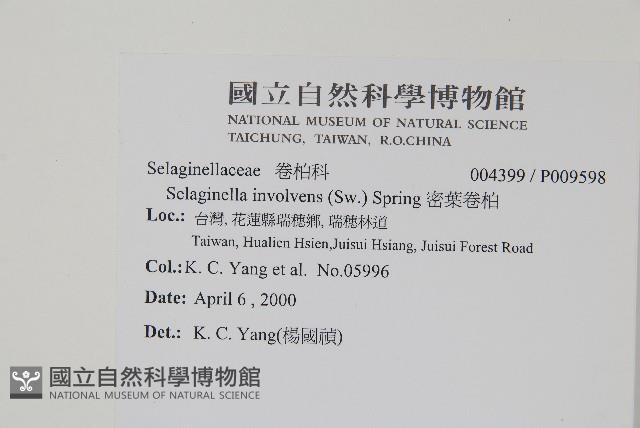 國立自然科學博物館
NATIONAL MUSEUM OF NATURAL SCIENCE
TAICHUNG, TAIWAN, R.O.CHINA
Selaginellaceae 卷柏科 004399 / P009598
Selaginella involvens (Sw.) Spring 密葉卷柏
Loc.: 台灣, 花蓮縣瑞穗鄉, 瑞穗林道
Taiwan, Hualien Hsien,Juisui Hsiang, Juisui Forest Road
Col.: K. C. Yang et al. No.05996
Date: April 6 , 2000
Det.: K. C. Yang(楊國禎)
國立自然科學博物館
NATIONAL MUSEUM OF NATURAL SCIENCE